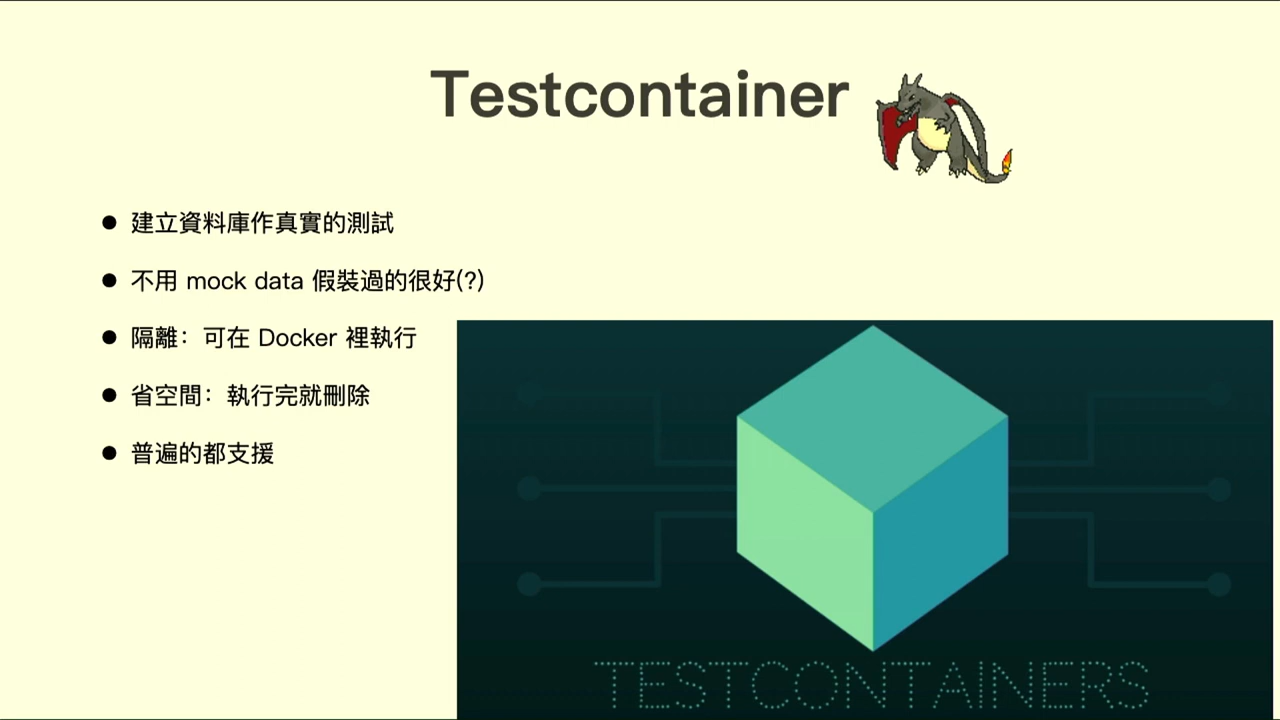 Testcontainer
● 建立資料庫作真實的測試
● 不用 mock data 假裝過的很好(?)
● 隔離：可在 Docker 裡執行
● 省空間：執行完就刪除
● 普遍的都支援
TESTCONTAINERS